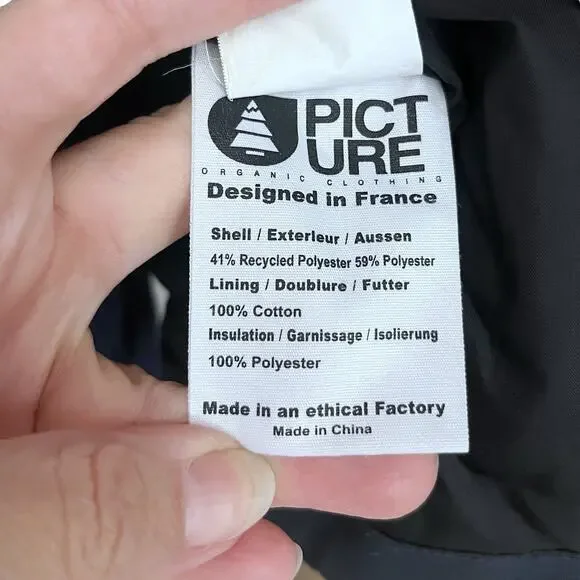 PICT
URE
ORGANIC CLOTHING
Designed in France
Shell / Exterieur / Aussen
41% Recycled Polyester 59% Polyester
Lining / Doublure / Futter
100% Cotton
Insulation / Garnissage / Isolierung
100% Polyester
Made in an ethical Factory
Made in China